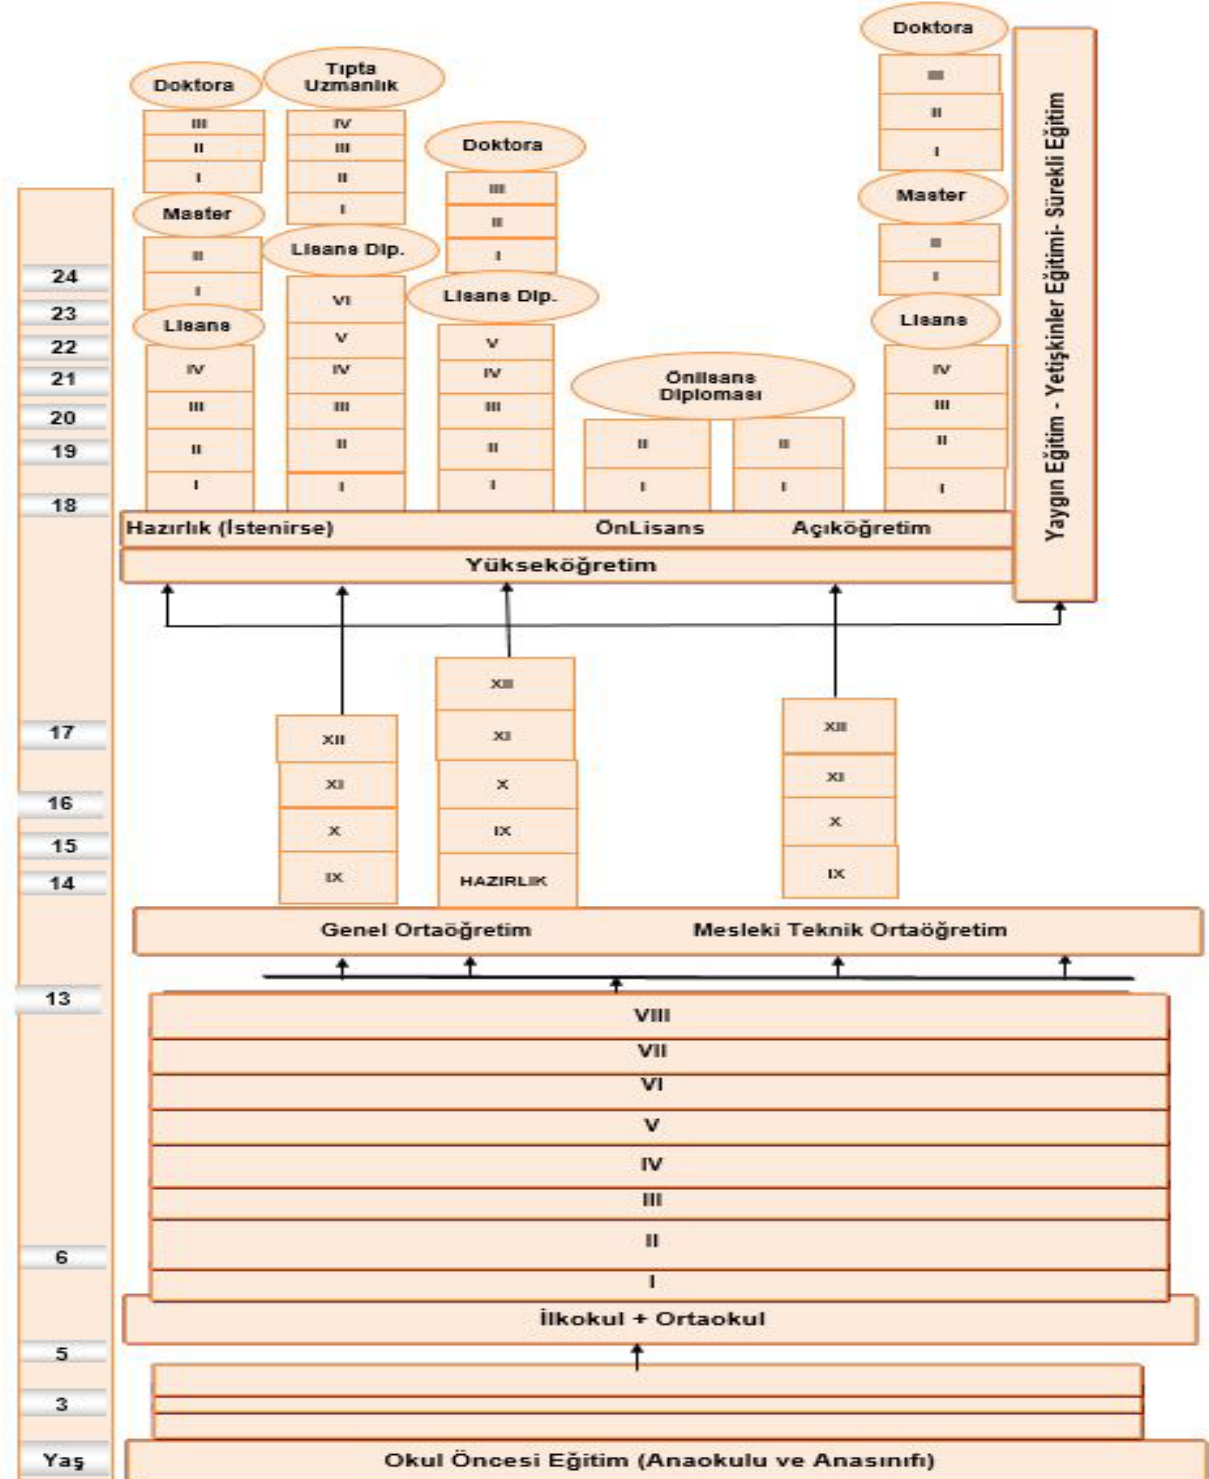 Doktora
Tıpta
Uzmanlık
Doktora
III
II
I
Master
II
I
Lisans
IV
III
II
I
IV
III
II
I
Lisans Dip.
VI
V
IV
III
II
I
Doktora
III
II
I
Lisans Dip.
V
IV
III
II
I
Önlisans
Diploması
II
I
II
I
Doktora
III
II
I
Master
II
I
Lisans
IV
III
II
I
Yaygın Eğitim - Yetişkinler Eğitimi- Sürekli Eğitim
24
23
22
21
20
19
18
Hazırlık (İstenirse) ÖnLisans Açıköğretim
Yükseköğretim
XII
XI
X
IX
XII
XI
X
IX
HAZIRLIK
XII
XI
X
IX
17
16
15
14
Genel Ortaöğretim Mesleki Teknik Ortaöğretim
13
VIII
VII
VI
V
IV
III
II
I
6
İlkokul + Ortaokul
5
3
Yaş
Okul Öncesi Eğitim (Anaokulu ve Anasınıfı)